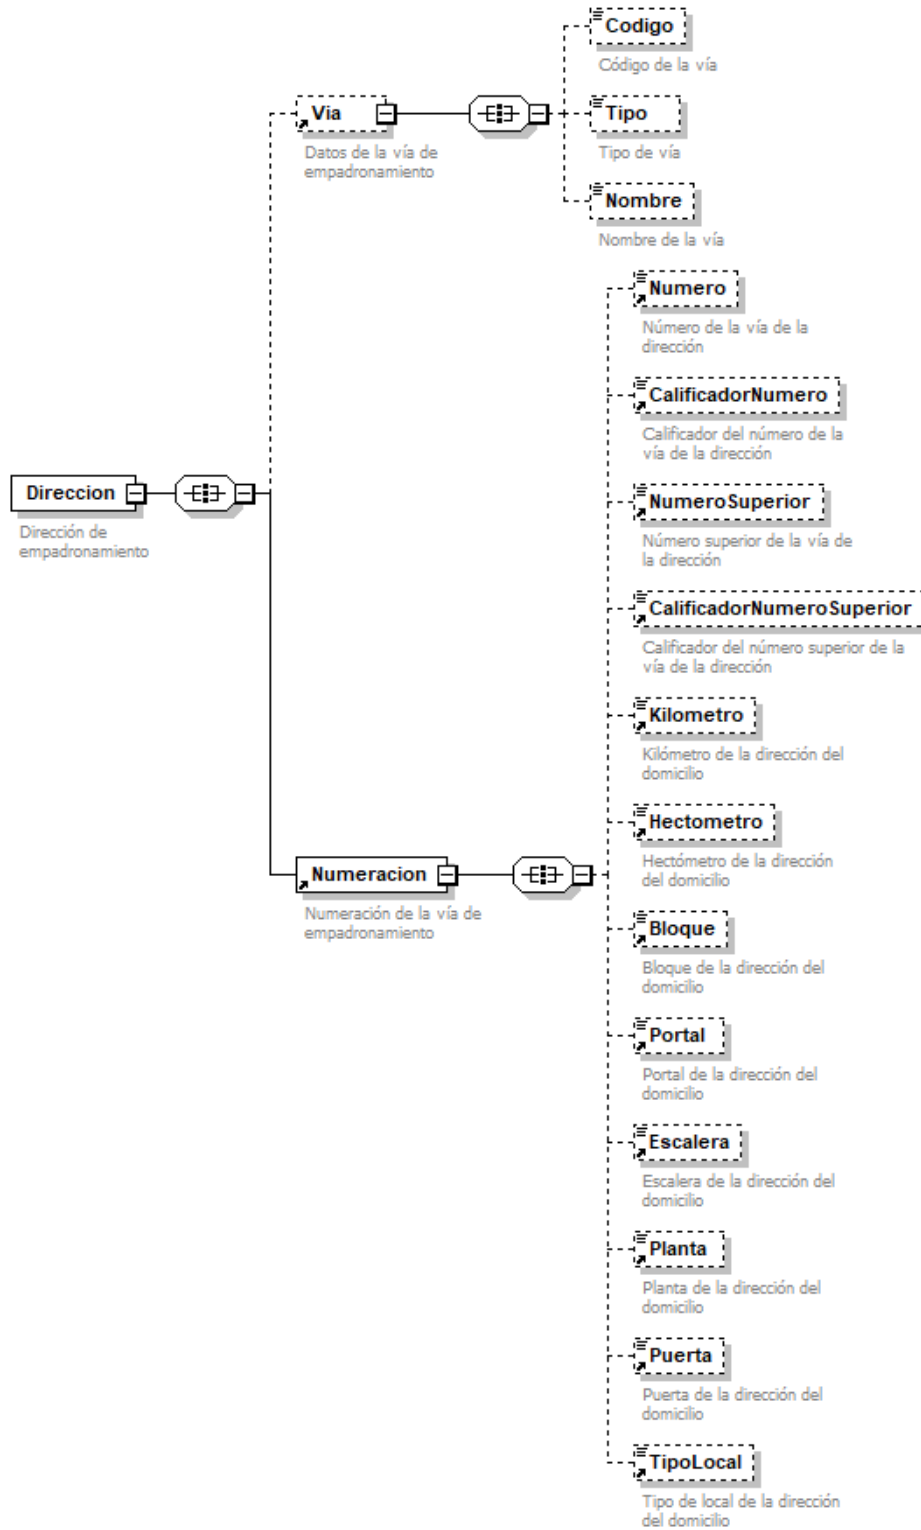 Codigo
Código de la vía
Via
Datos de la vía de
empadronamiento
Tipo
Tipo de vía
Nombre
Nombre de la vía
Numero
Número de la vía de la
dirección
CalificadorNumero
Calificador del número de la
vía de la dirección
Direccion
Dirección de
empadronamiento
NumeroSuperior
Número superior de la vía de
la dirección
CalificadorNumeroSuperior
Calificador del número superior de la
vía de la dirección
Kilometro
Kilómetro de la dirección del
domicilio
Hectometro
Hectómetro de la dirección
del domicilio
Numeracion
Numeración de la vía de
empadronamiento
Bloque
Bloque de la dirección del
domicilio
Portal
Portal de la dirección del
domicilio
Escalera
Escalera de la dirección del
domicilio
Planta
Planta de la dirección del
domicilio
Puerta
Puerta de la dirección del
domicilio
TipoLocal
Tipo de local de la dirección
del domicilio